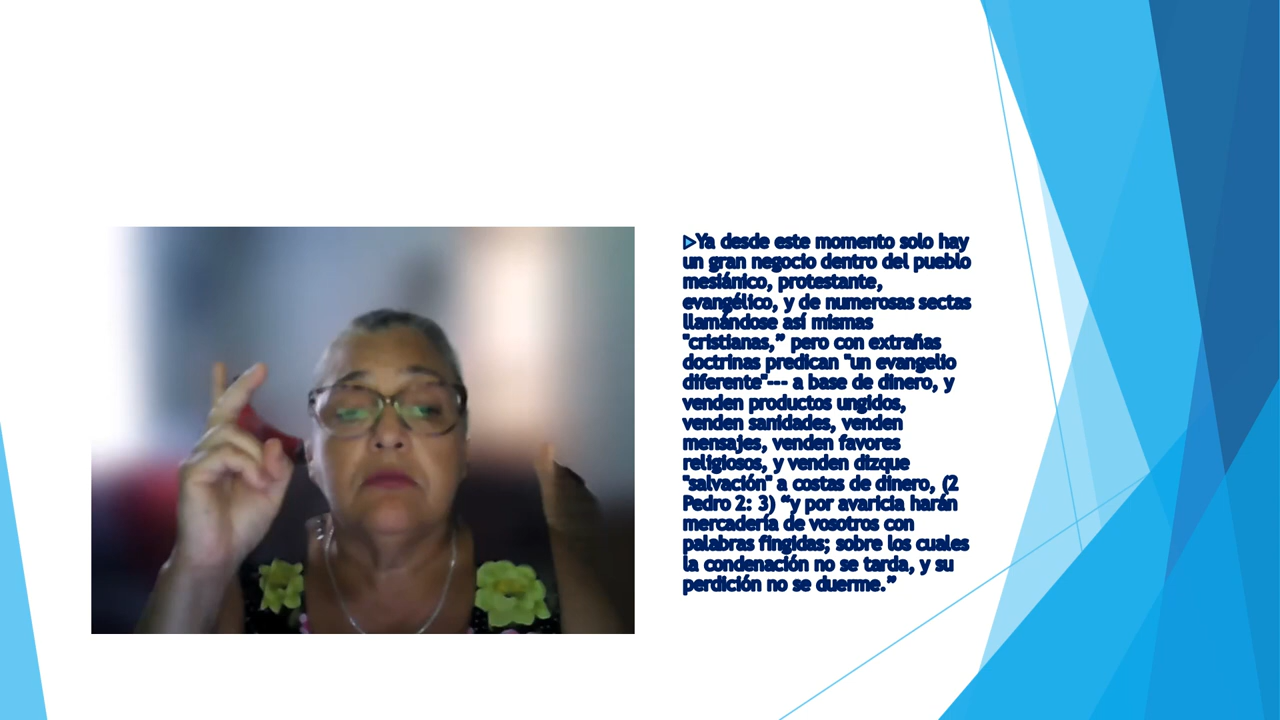 Ya desde este momento solo hay
un gran negocio dentro del pueblo
mesiánico, protestante,
evangélico, y de numerosas sectas
llamándose así mismas
"cristianas,” pero con extrañas
doctrinas predican "un evangelio
diferente"--- a base de dinero, y
venden productos ungidos,
venden sanidades, venden
mensajes, venden favores
religiosos, y venden dizque
"salvación" a costas de dinero, (2
Pedro 2: 3) “y por avaricia harán
mercadería de vosotros con
palabras fingidas; sobre los cuales
la condenación no se tarda, y su
perdición no se duerme.”